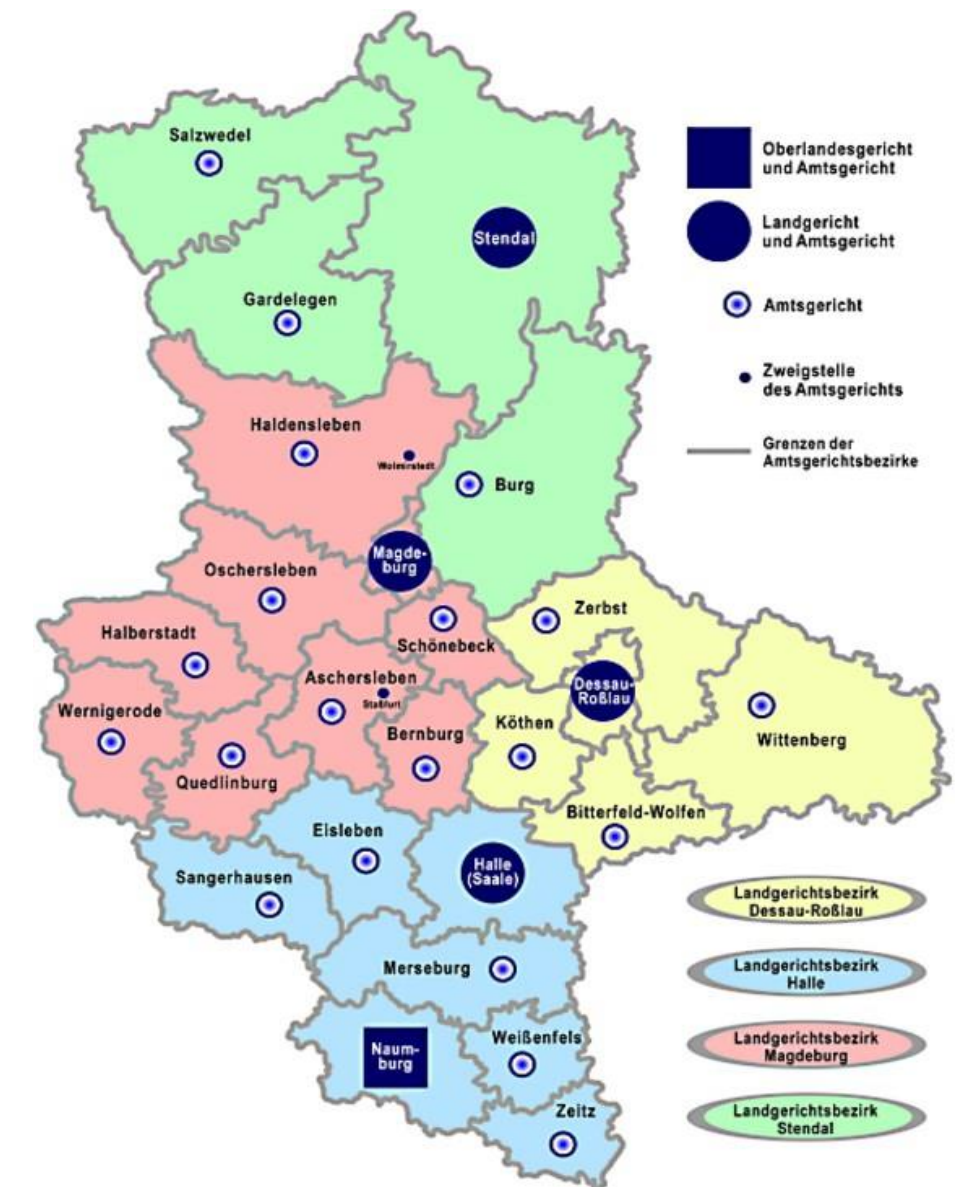 Salzwedel
Stendal
Gardelegen
Haldensleben
Wolmirstedt
Burg
Magde-
burg
Oschersleben
Halberstadt
Schönebeck
Zerbst
Aschersleben
Staßfurt
Wernigerode
Quedlinburg
Bernburg
Köthen
Dessau-
Roßlau
Wittenberg
Bitterfeld-Wolfen
Eisleben
Halle
(Saale)
Sangerhausen
Merseburg
Naum-
burg
Weißenfels
Zeitz
Oberlandesgericht
und Amtsgericht
Landgericht
und Amtsgericht
Amtsgericht
Zweigstelle
des Amtsgerichts
Grenzen der
Amtsgerichtsbezirke
Landgerichtsbezirk
Dessau-Roßlau
Landgerichtsbezirk
Halle
Landgerichtsbezirk
Magdeburg
Landgerichtsbezirk
Stendal